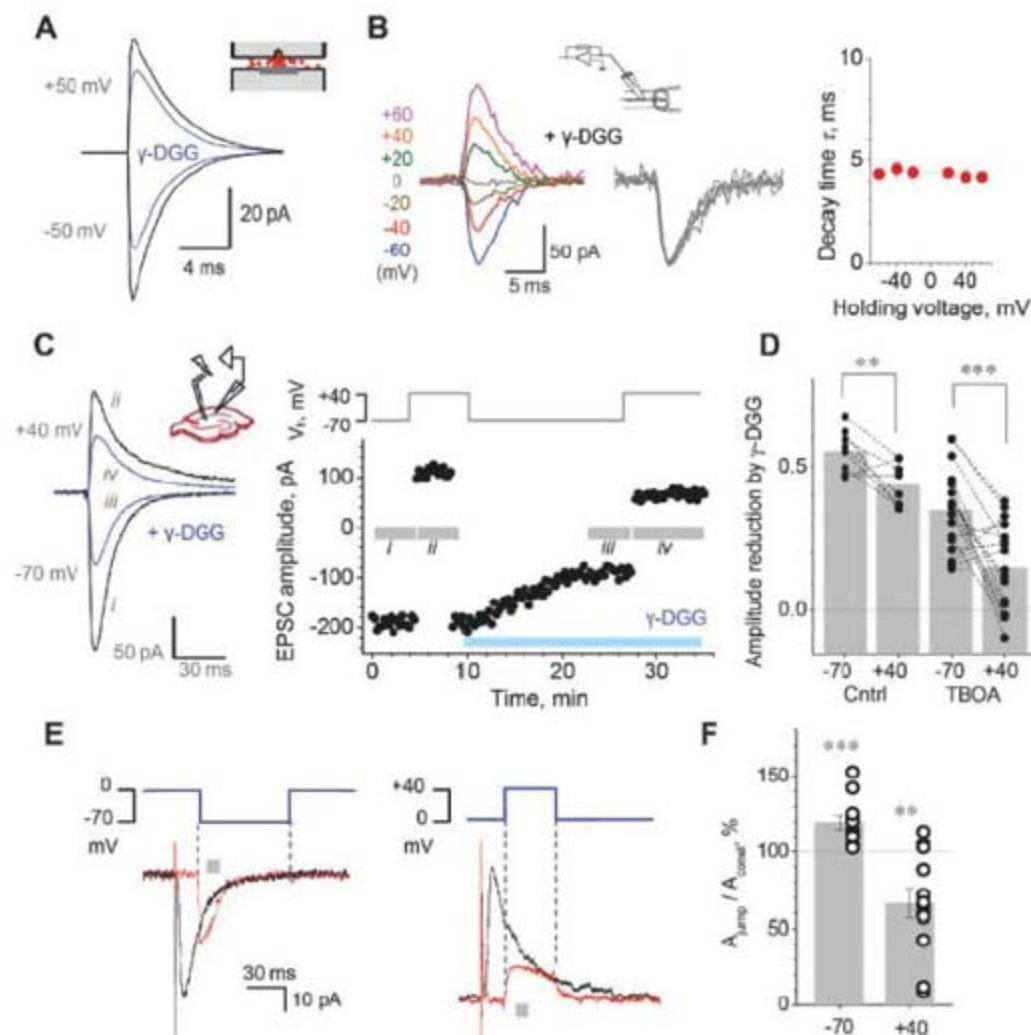 A
+50 mV
γ-DGG
-50 mV
20 pA
4 ms
B
+60
+40
+20
0
-20
-40
-60
(mV)
+ γ-DGG
50 pA
5 ms
Decay time τ, ms
10
5
0
-40 0 40
Holding voltage, mV
C
ii
+40 mV
iv
iii
+ γ-DGG
-70 mV
i
50 pA
30 ms
Vh, mV
+40
-70
EPSC amplitude, pA
100
0
-100
-200
i ii iii iv
γ-DGG
0 10 20 30
Time, min
D
** ***
Amplitude reduction by γ-DGG
0.5
0.0
-70 +40 -70 +40
Cntrl TBOA
E
0
-70
mV
30 ms
10 pA
+40
0
mV
F
***
**
150
100
50
0
Ajump / Aconst, %
-70 +40